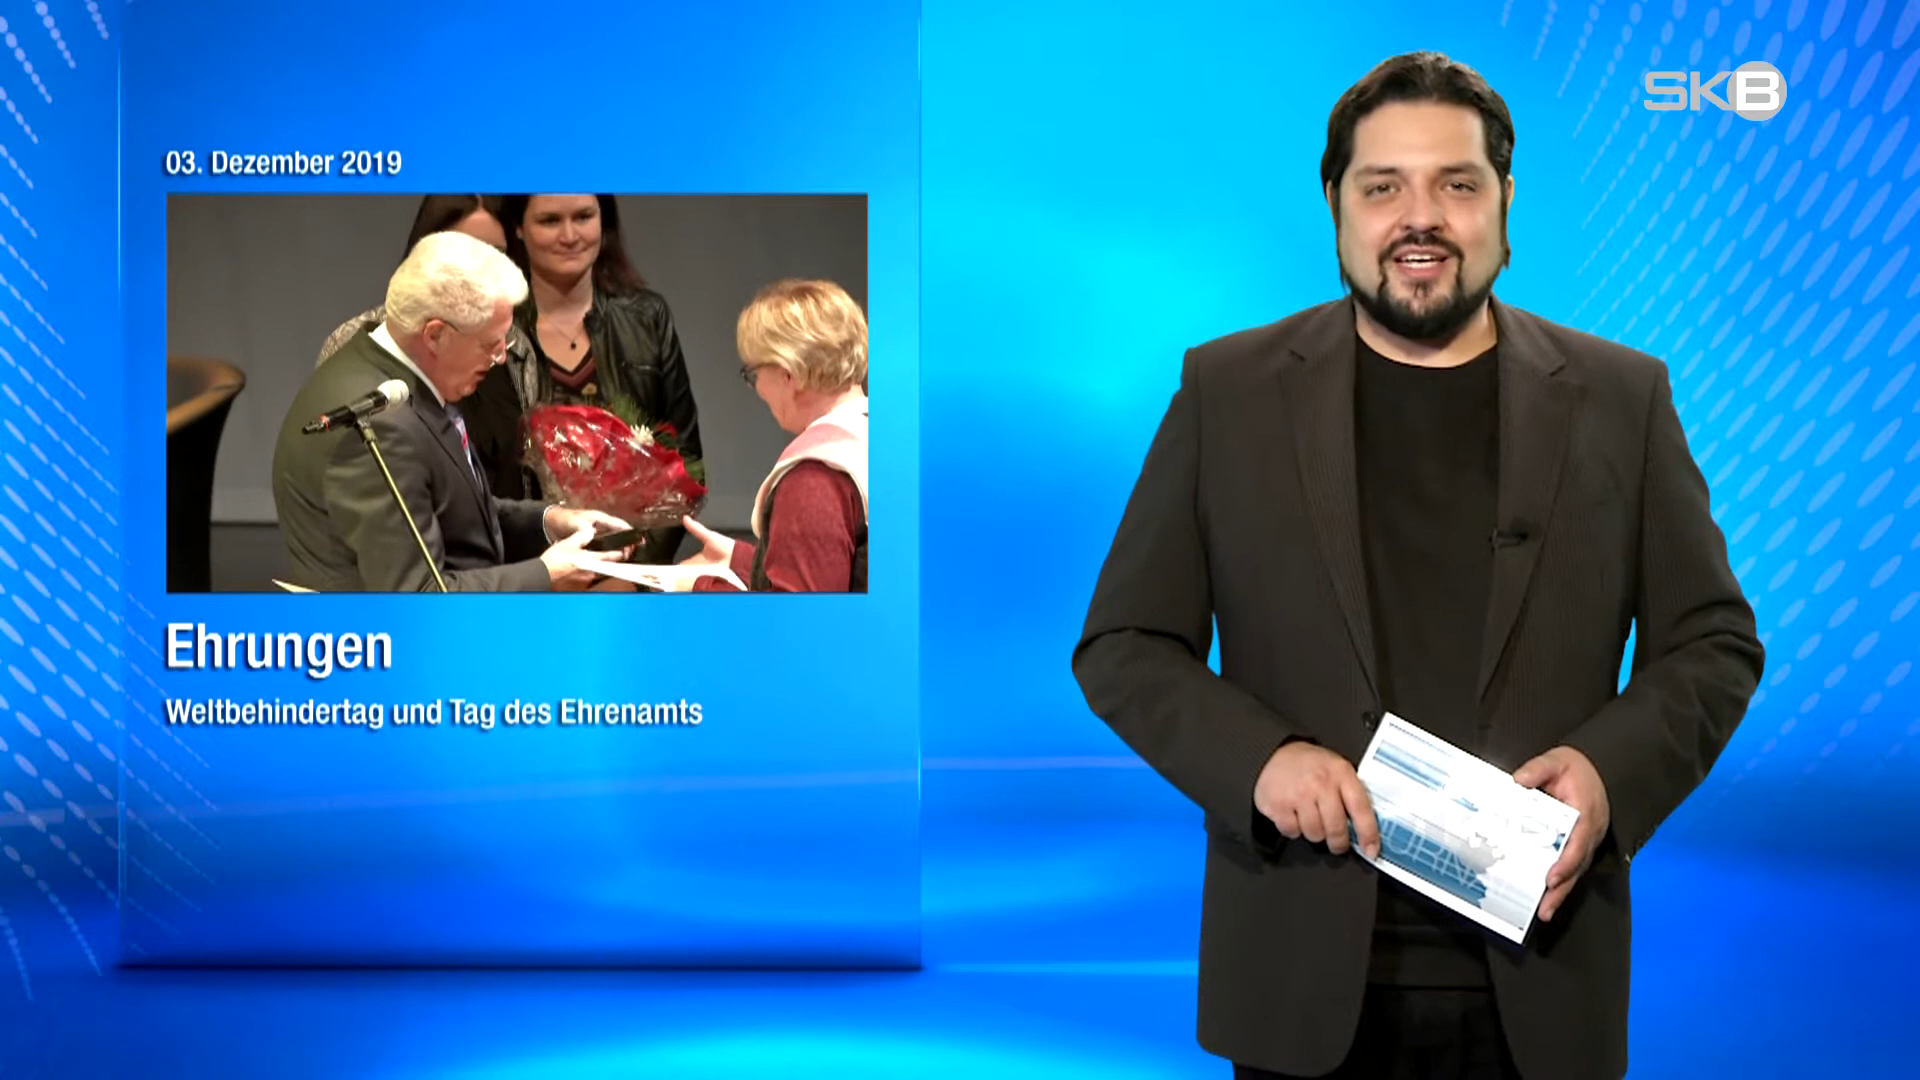 SKB
03. Dezember 2019
Ehrungen
Weltbehindertag und Tag des Ehrenamts